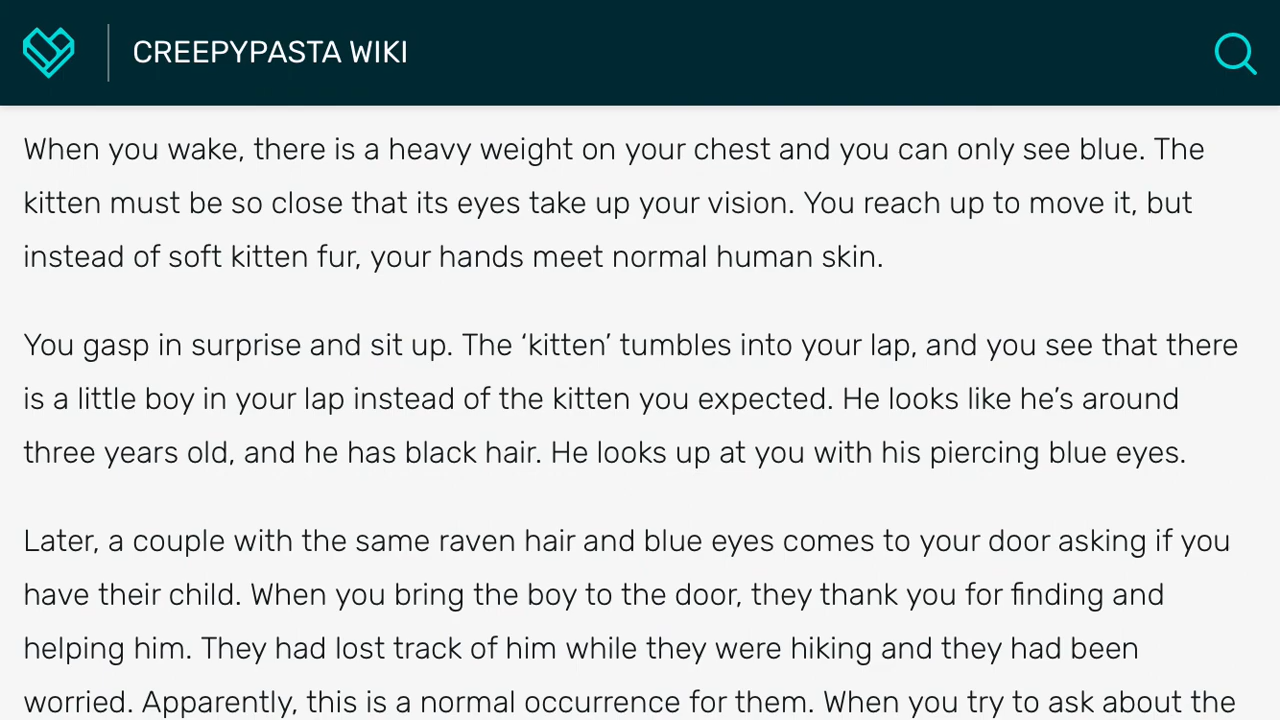 CREEPYPASTA WIKI
When you wake, there is a heavy weight on your chest and you can only see blue. The
kitten must be so close that its eyes take up your vision. You reach up to move it, but
instead of soft kitten fur, your hands meet normal human skin.
You gasp in surprise and sit up. The ‘kitten’ tumbles into your lap, and you see that there
is a little boy in your lap instead of the kitten you expected. He looks like he’s around
three years old, and he has black hair. He looks up at you with his piercing blue eyes.
Later, a couple with the same raven hair and blue eyes comes to your door asking if you
have their child. When you bring the boy to the door, they thank you for finding and
helping him. They had lost track of him while they were hiking and they had been
worried. Apparently, this is a normal occurrence for them. When you try to ask about the